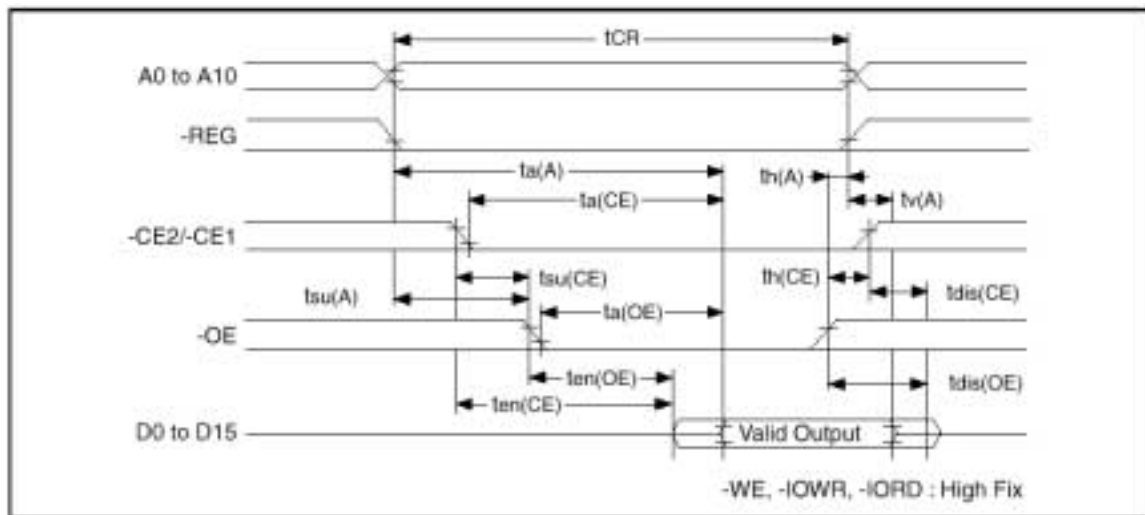 tCR
A0 to A10
-REG
ta(A)
th(A)
ta(CE)
tv(A)
-CE2/-CE1
tsu(CE)
th(CE)
tsu(A)
tdis(CE)
ta(OE)
-OE
ten(OE)
tdis(OE)
ten(CE)
D0 to D15
Valid Output
-WE, -IOWR, -IORD : High Fix